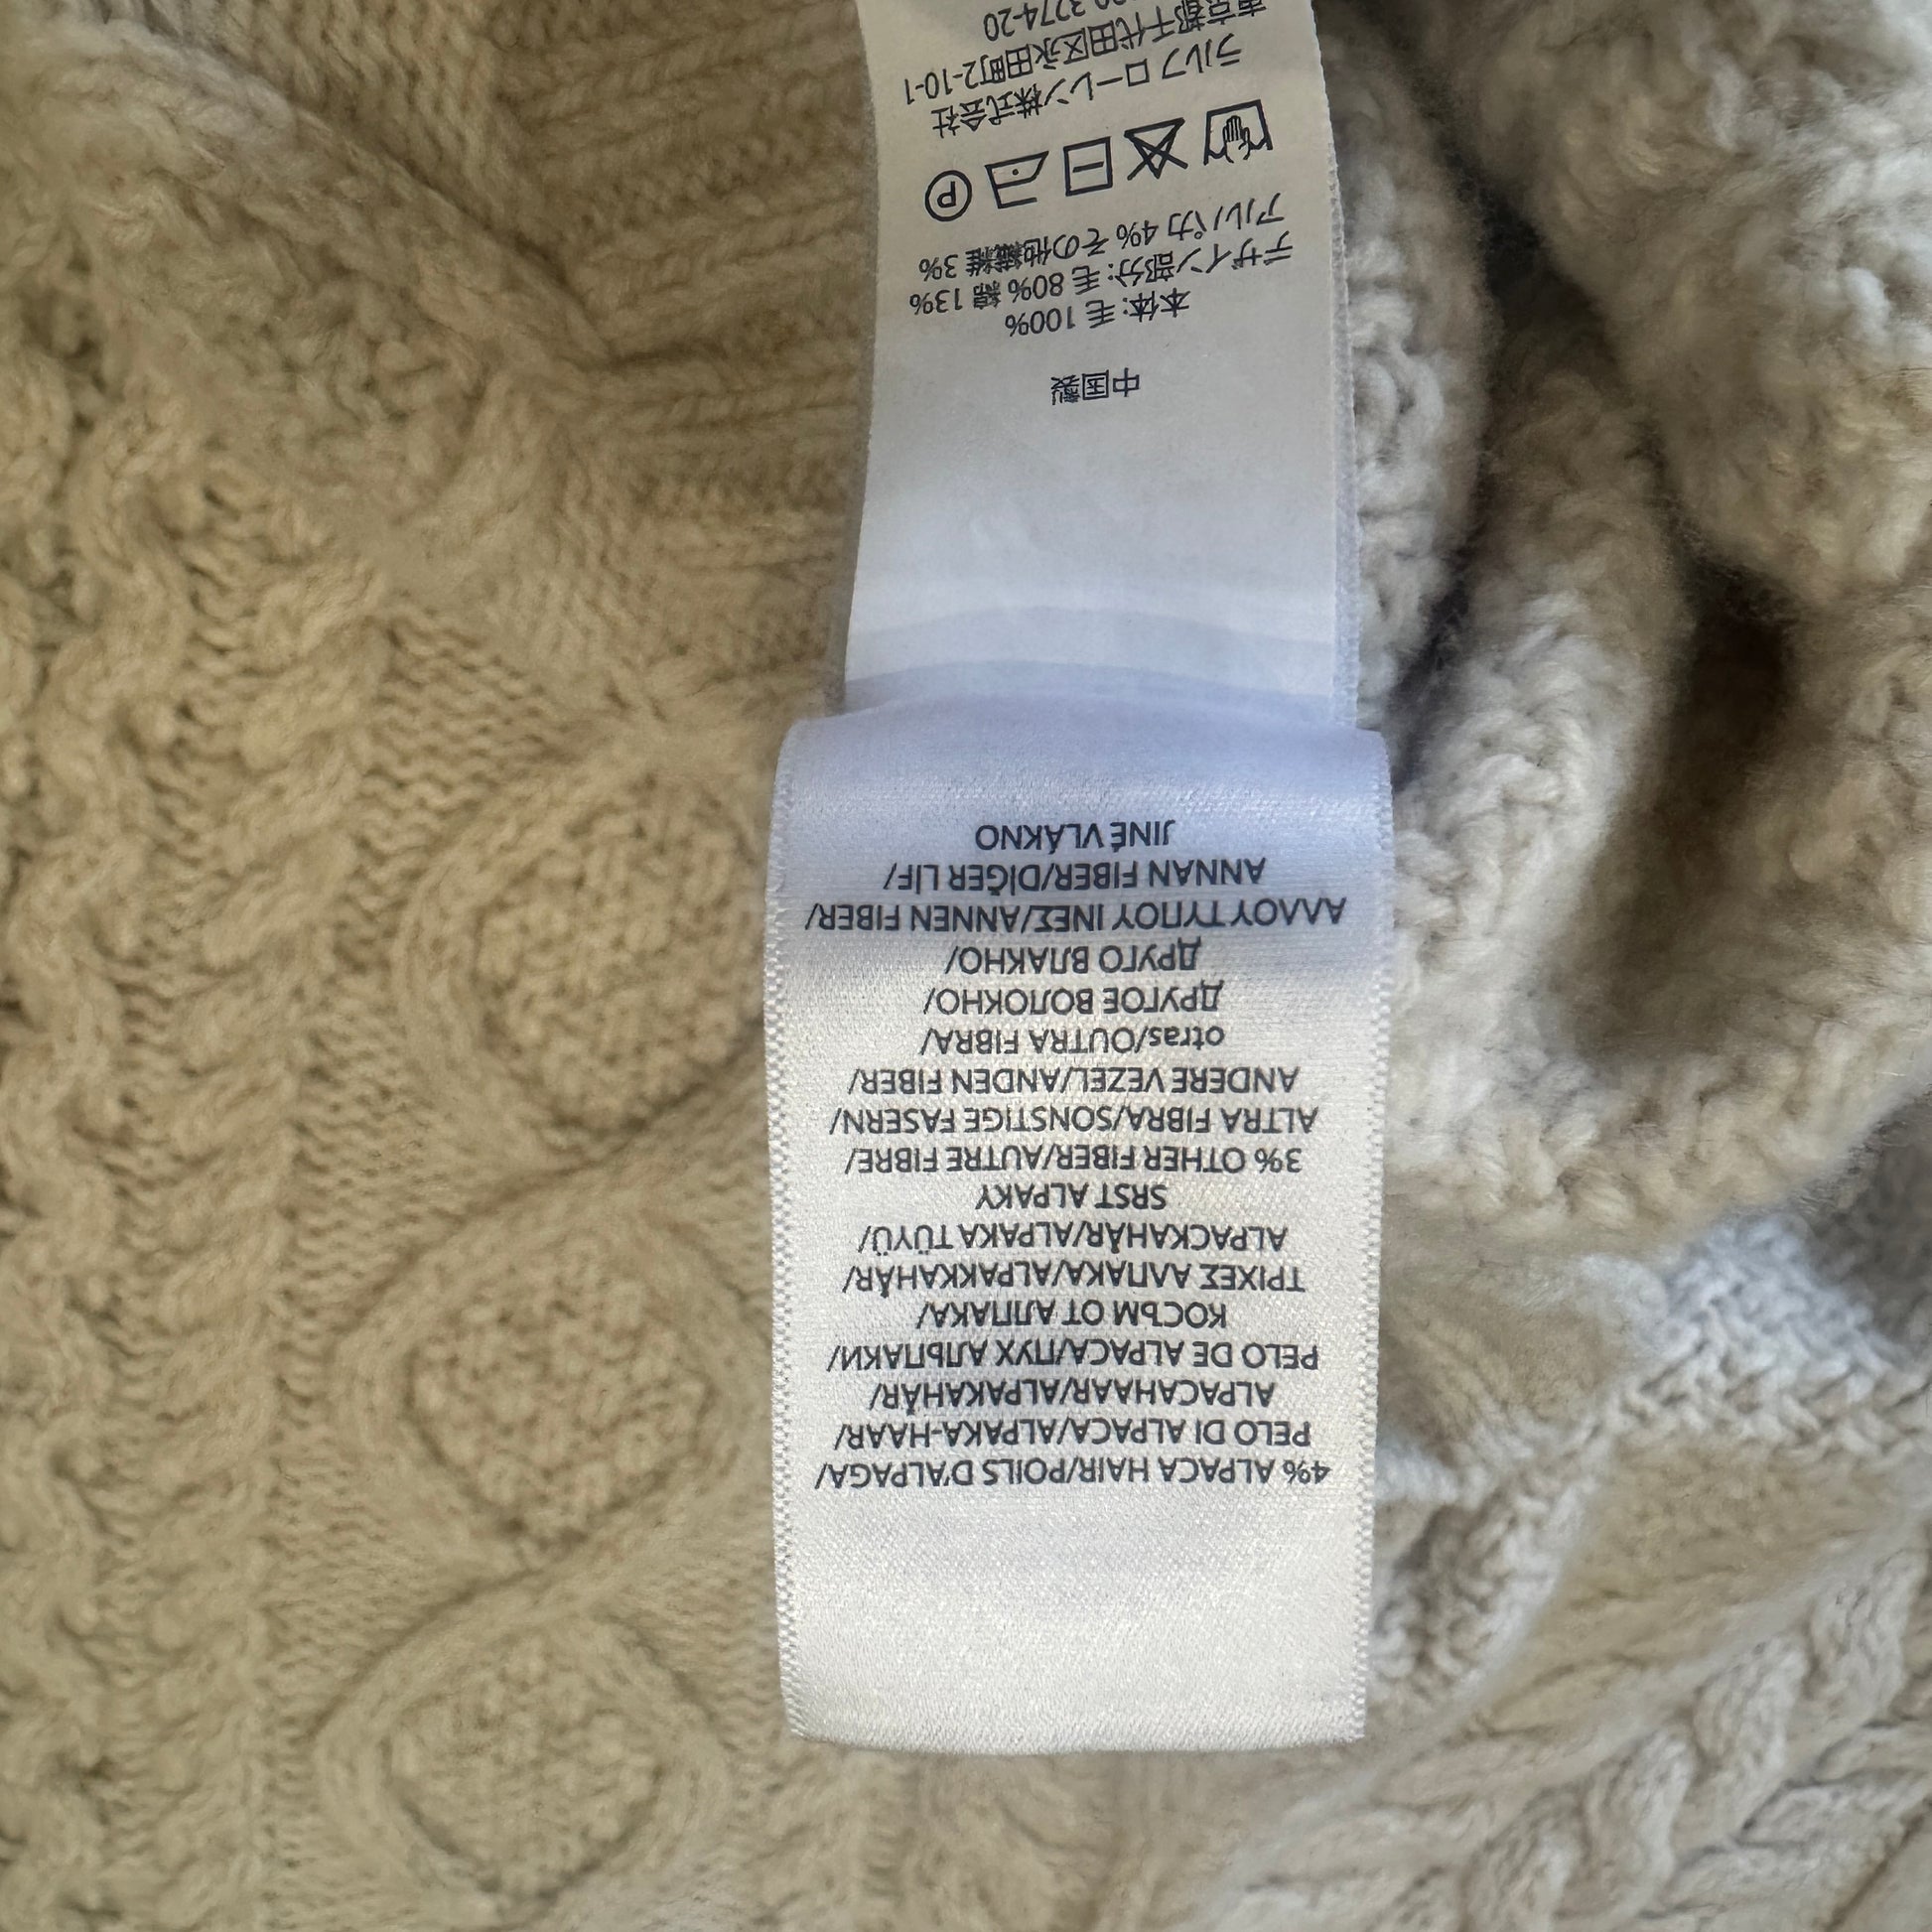 4% ALPACA HAIR/POILS D'ALPAGA/
PELO DI ALPACA/ALPAKA-HAAR/
ALPACAHAAR/ALPAKAHÅR/
PELO DE ALPACA/ПУХ АЛЬПАКИ/
КОСЪМ ОТ АЛПАКА/
ΤΡΙΧΕΣ ΑΛΠΑΚΑ/ALPAKKAHÅR/
ALPACKAHÅR/ALPAKA TÜYÜ/
SRST ALPAKY
3% OTHER FIBER/AUTRE FIBRE/
ALTRA FIBRA/SONSTIGE FASERN/
ANDERE VEZEL/ANDEN FIBER/
otras/OUTRA FIBRA/
ДРУГОЕ ВОЛОКНО/
ДРУГО ВЛАКНО/
ΑΛΛΟΥ ΤΥΠΟΥ ΙΝΕΣ/ANNEN FIBER/
ANNAN FIBER/DİĞER LİF/
JINÉ VLÁKNO
中国製
本体:毛 100%
デザイン部分:毛 80% 綿 13%
アルパカ 4% その他繊維 3%
P
ラルフ ローレン株式会社
東京都千代田区永田町2-10-1
3274-20